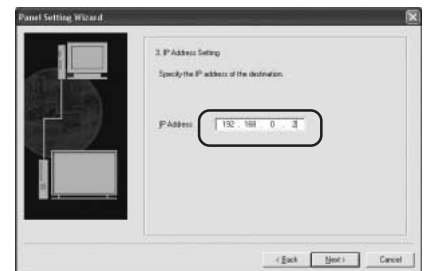 Panel Setting Wizard
3. IP Address Setting
Specify the IP address of the destination.
IP Address: 192 . 168 . 0 . 2
< Back Next > Cancel